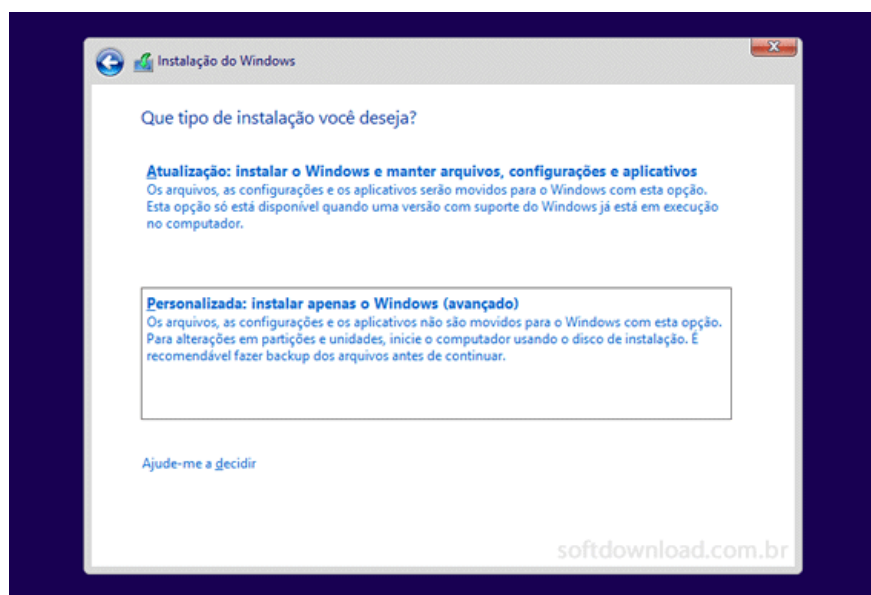 Instalação do Windows
X
Que tipo de instalação você deseja?
Atualização: instalar o Windows e manter arquivos, configurações e aplicativos
Os arquivos, as configurações e os aplicativos serão movidos para o Windows com esta opção.
Esta opção só está disponível quando uma versão com suporte do Windows já está em execução
no computador.
Personalizada: instalar apenas o Windows (avançado)
Os arquivos, as configurações e os aplicativos não são movidos para o Windows com esta opção.
Para alterações em partições e unidades, inicie o computador usando o disco de instalação. É
recomendável fazer backup dos arquivos antes de continuar.
Ajude-me a decidir
softdownload.com.br